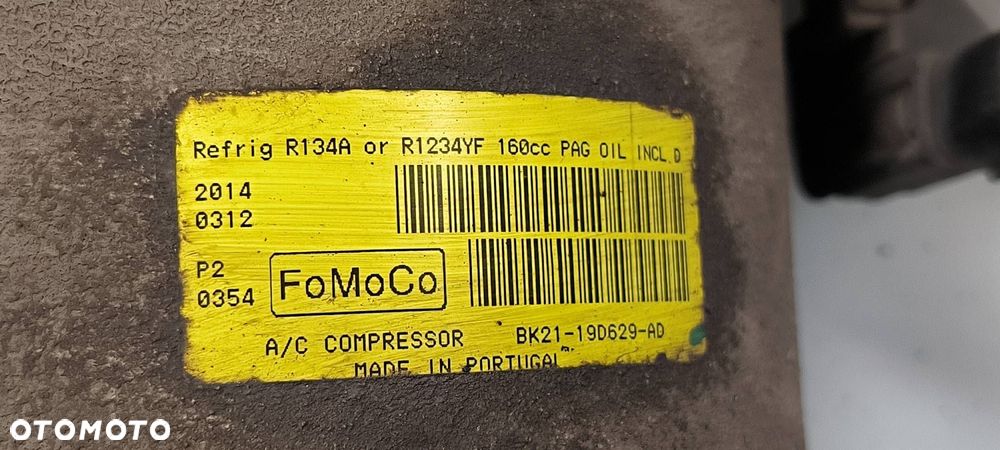 Refrig R134A or R1234YF 160cc PAG OIL INCL.D
2014
0312
P2
0354
FoMoCo
A/C COMPRESSOR BK21-19D629-AD
MADE IN PORTUGAL
OTOMOTO